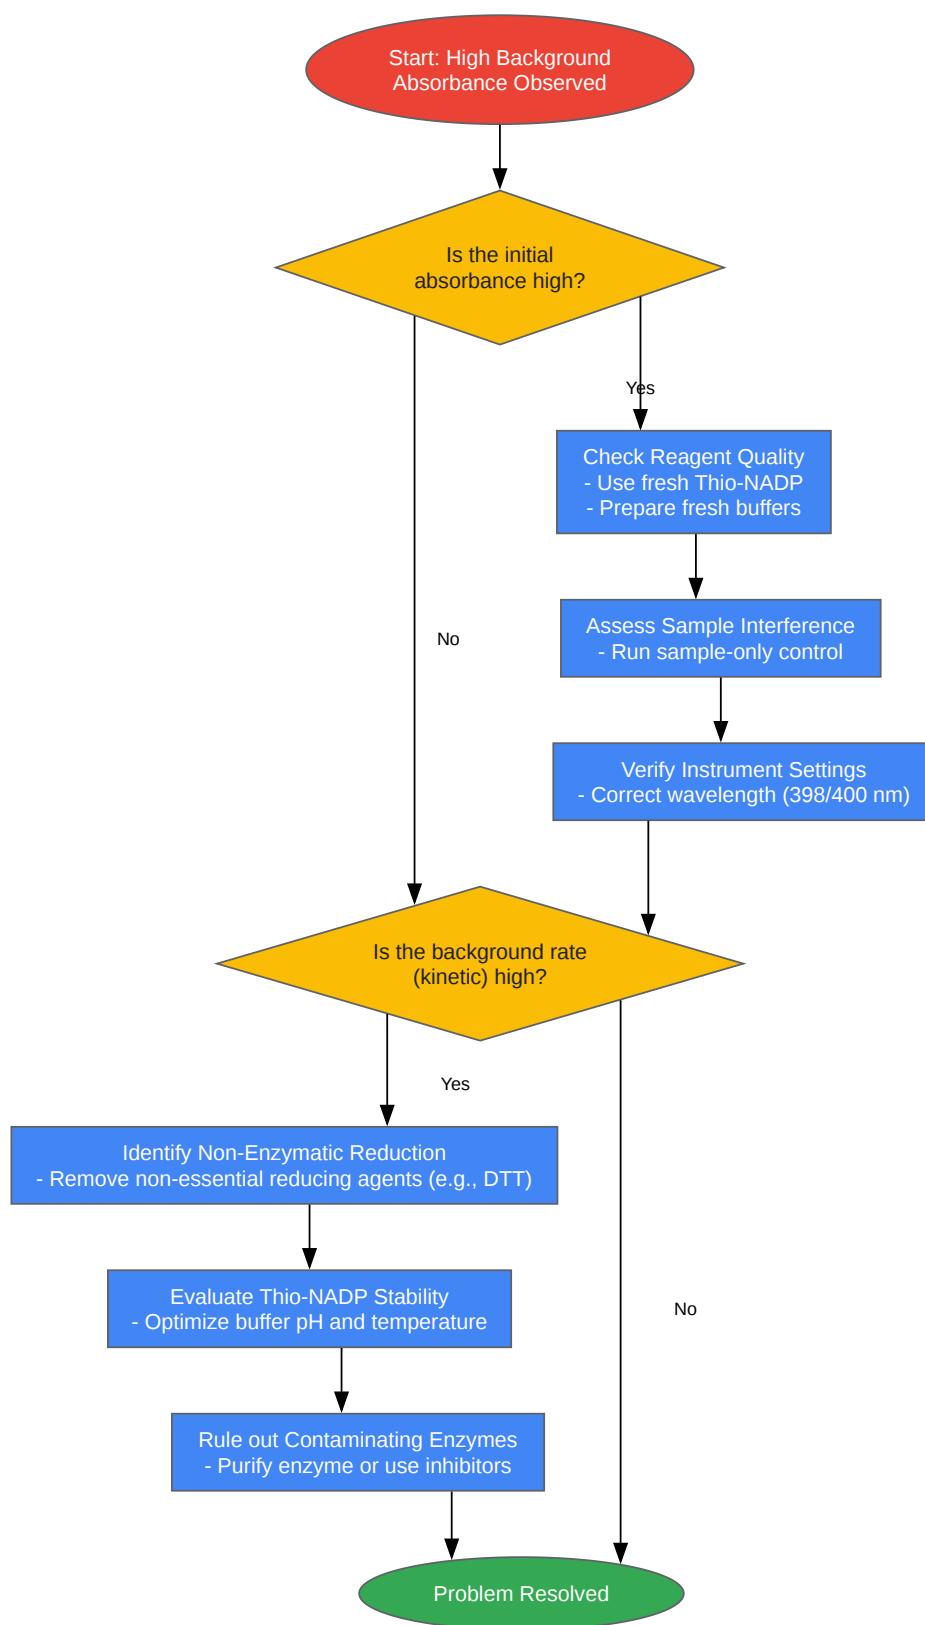 Start: High Background
Absorbance Observed
Is the initial
absorbance high?
Yes
Check Reagent Quality
- Use fresh Thio-NADP
- Prepare fresh buffers
Assess Sample Interference
- Run sample-only control
No
Verify Instrument Settings
- Correct wavelength (398/400 nm)
Is the background rate
(kinetic) high?
Yes
Identify Non-Enzymatic Reduction
- Remove non-essential reducing agents (e.g., DTT)
Evaluate Thio-NADP Stability
- Optimize buffer pH and temperature
No
Rule out Contaminating Enzymes
- Purify enzyme or use inhibitors
Problem Resolved